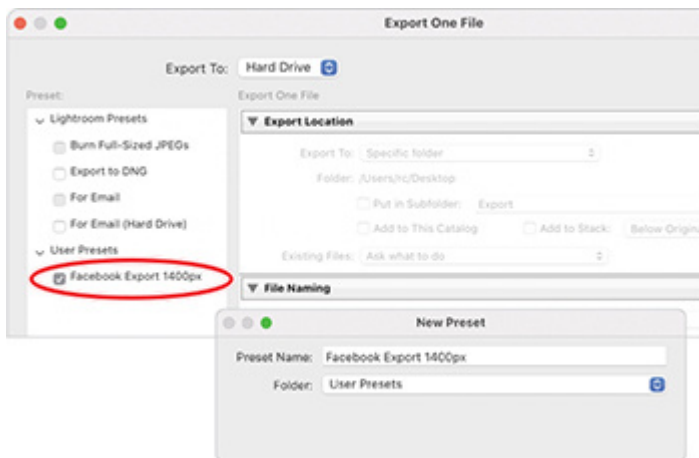 Export One File
Export To: Hard Drive
Preset:
Export One File
Lightroom Presets
Burn Full-Sized JPEGs
Export to DNG
For Email
For Email (Hard Drive)
User Presets
Facebook Export 1400px
Export Location
Export To: Specific folder
Folder: /Users/rc/Desktop
Put in Subfolder: Export
Add to This Catalog Add to Stack: Below Origin
Existing Files: Ask what to do
File Naming
New Preset
Preset Name: Facebook Export 1400px
Folder: User Presets